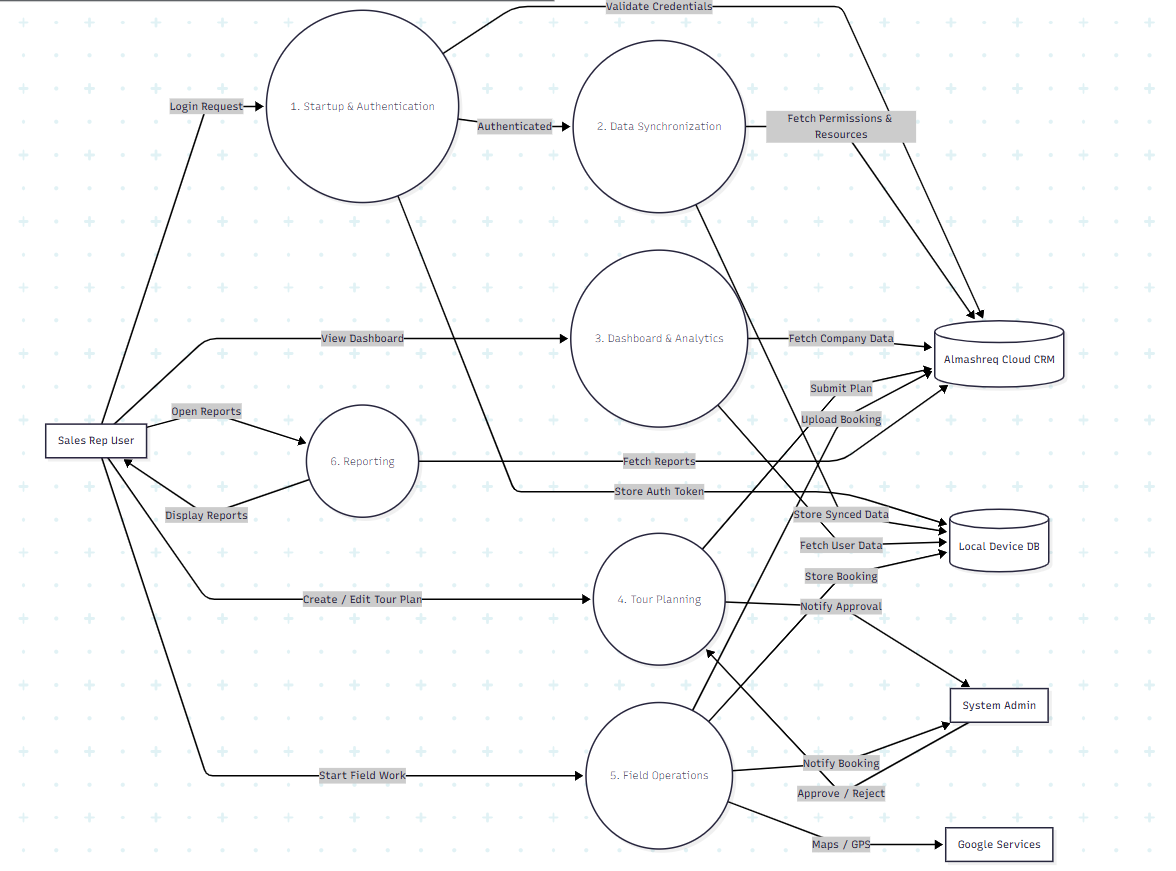 Validate Credentials
Login Request
1. Startup & Authentication
Authenticated
2. Data Synchronization
Fetch Permissions &
Resources
View Dashboard
3. Dashboard & Analytics
Fetch Company Data
Almashreq Cloud CRM
Submit Plan
Open Reports
Upload Booking
Sales Rep User
6. Reporting
Fetch Reports
Store Auth Token
Display Reports
Store Synced Data
Fetch User Data
Local Device DB
Store Booking
Create / Edit Tour Plan
4. Tour Planning
Notify Approval
System Admin
Start Field Work
5. Field Operations
Notify Booking
Approve / Reject
Maps / GPS
Google Services